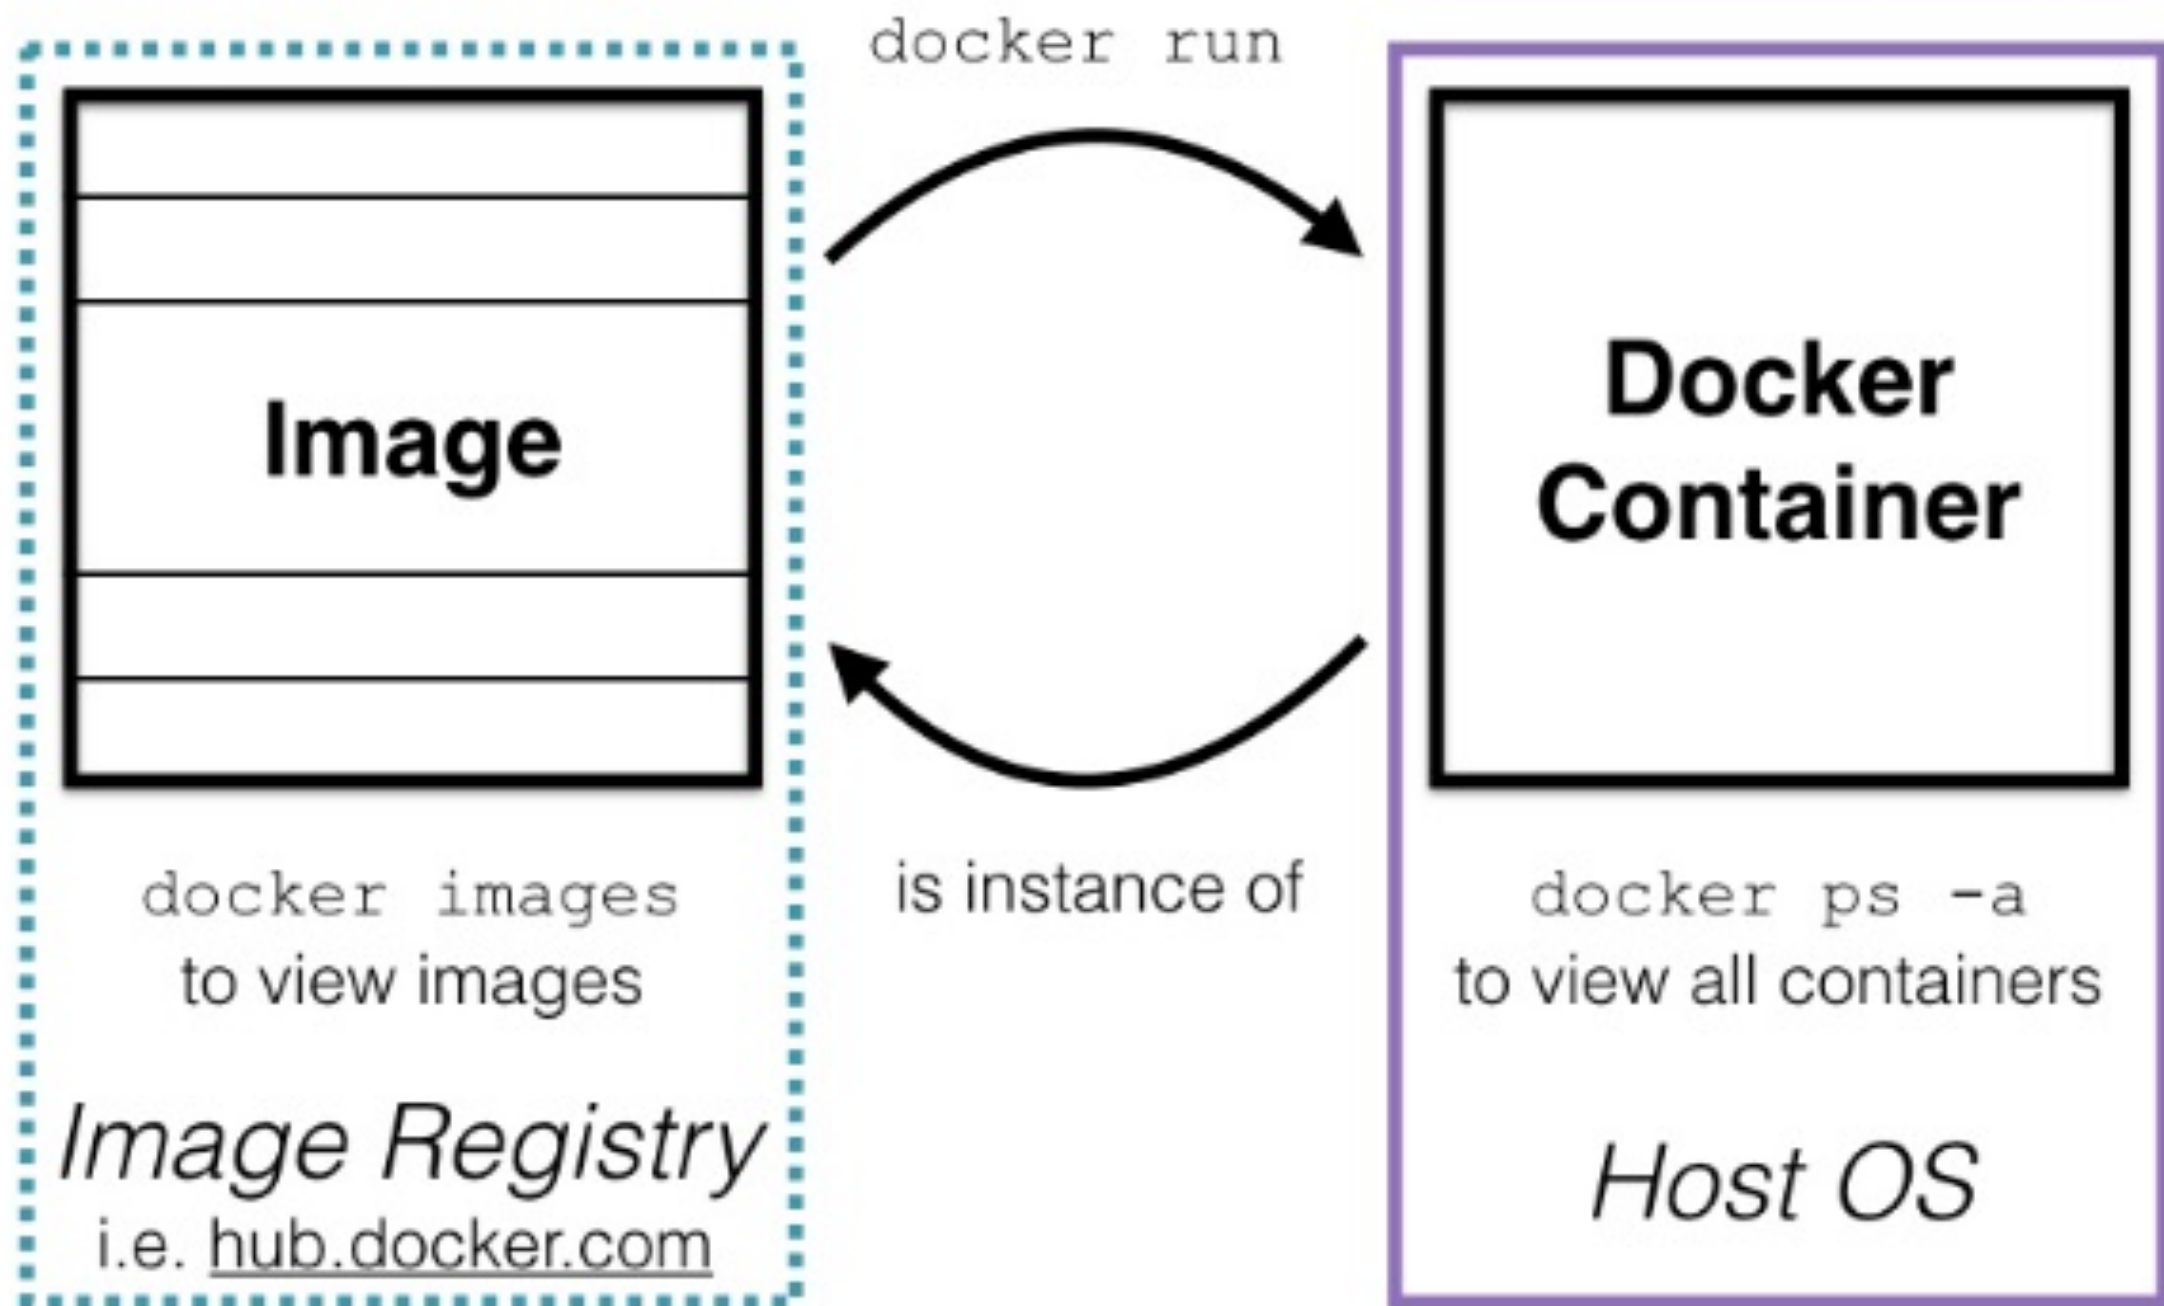 docker run
Image
Docker
Container
docker images
to view images
is instance of
docker ps -a
to view all containers
Image Registry
i.e. hub.docker.com
Host OS